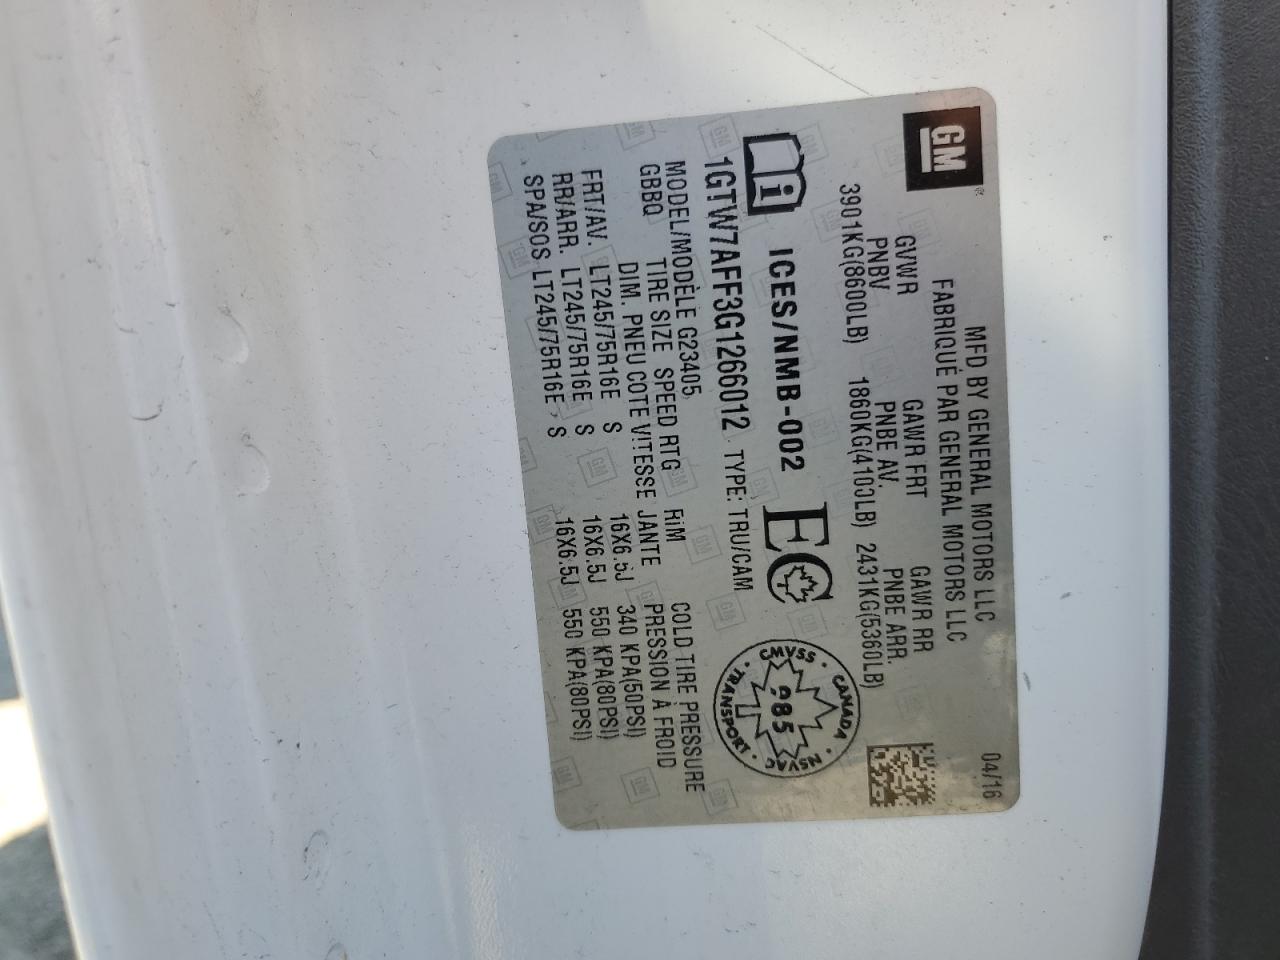 GM
MFD BY GENERAL MOTORS LLC 04/16
FABRIQUÉ PAR GENERAL MOTORS LLC
GVWR GAWR FRT GAWR RR
PNBV PNBE AV. PNBE ARR.
3901KG(8600LB) 1860KG(4100LB) 2431KG(5360LB)
i ICES/NMB-002 EC
CMVSS · CANADA · NSVAC · TRANSPORT ·
985
1GTW7AFF3G1266012 TYPE: TRU/CAM
MODEL/MODÈLE G23405
GBBQ TIRE SIZE SPEED RTG RIM COLD TIRE PRESSURE
DIM. PNEU COTE VITESSE JANTE PRESSION À FROID
FRT/AV. LT245/75R16E S 16X6.5J 340 KPA(50PSI)
RR/ARR. LT245/75R16E S 16X6.5J 550 KPA(80PSI)
SPA/SOS LT245/75R16E S 16X6.5J 550 KPA(80PSI)